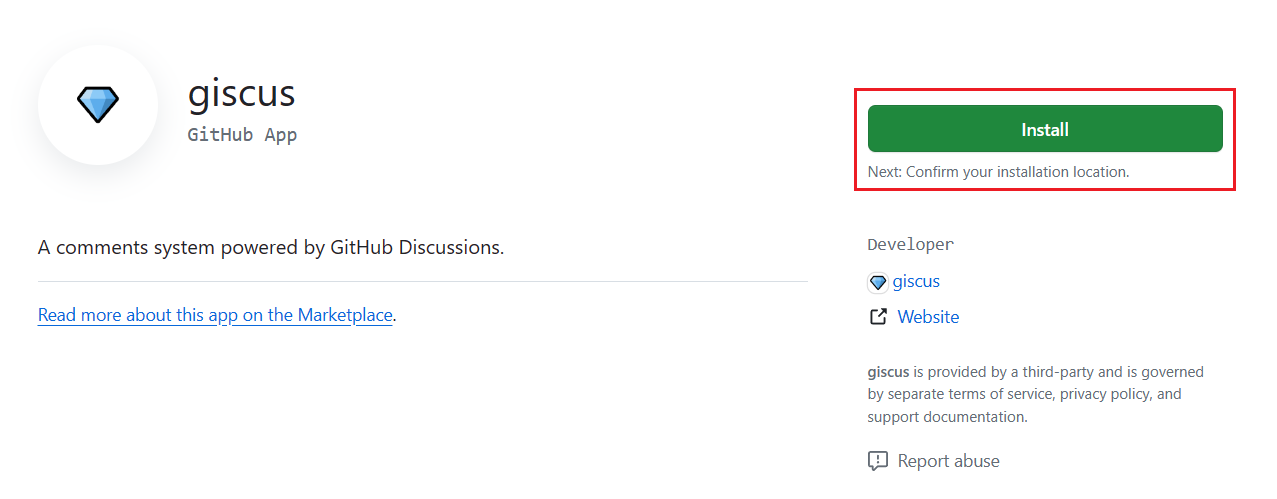 giscus
GitHub App
A comments system powered by GitHub Discussions.
Read more about this app on the Marketplace.
Install
Next: Confirm your installation location.
Developer
giscus
Website
giscus is provided by a third-party and is governed
by separate terms of service, privacy policy, and
support documentation.
Report abuse